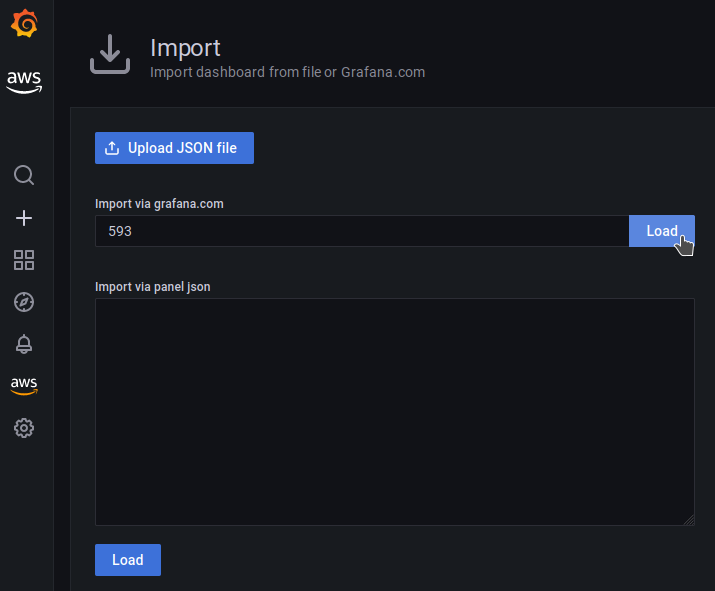 aws
Import
Import dashboard from file or Grafana.com
Upload JSON file
Import via grafana.com
593
Load
Import via panel json
aws
Load